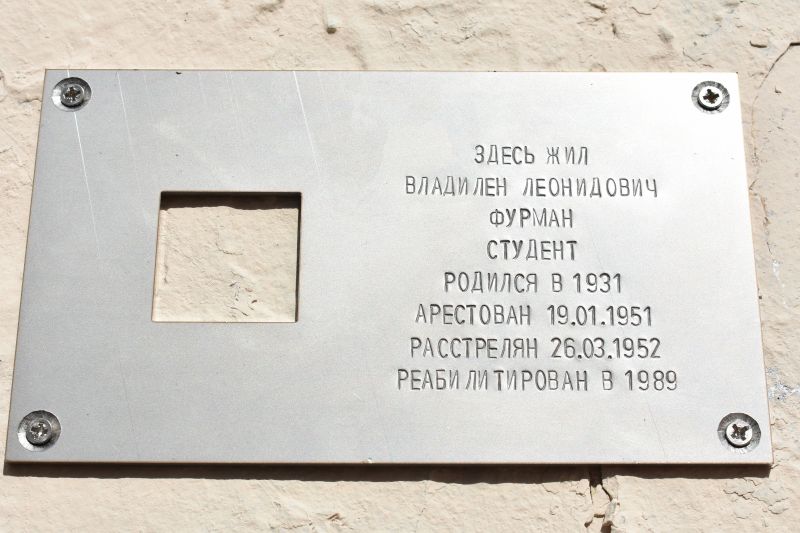 ЗДЕСЬ ЖИЛ
ВЛАДИЛЕН ЛЕОНИДОВИЧ
ФУРМАН
СТУДЕНТ
РОДИЛСЯ В 1931
АРЕСТОВАН 19.01.1951
РАССТРЕЛЯН 26.03.1952
РЕАБИЛИТИРОВАН В 1989